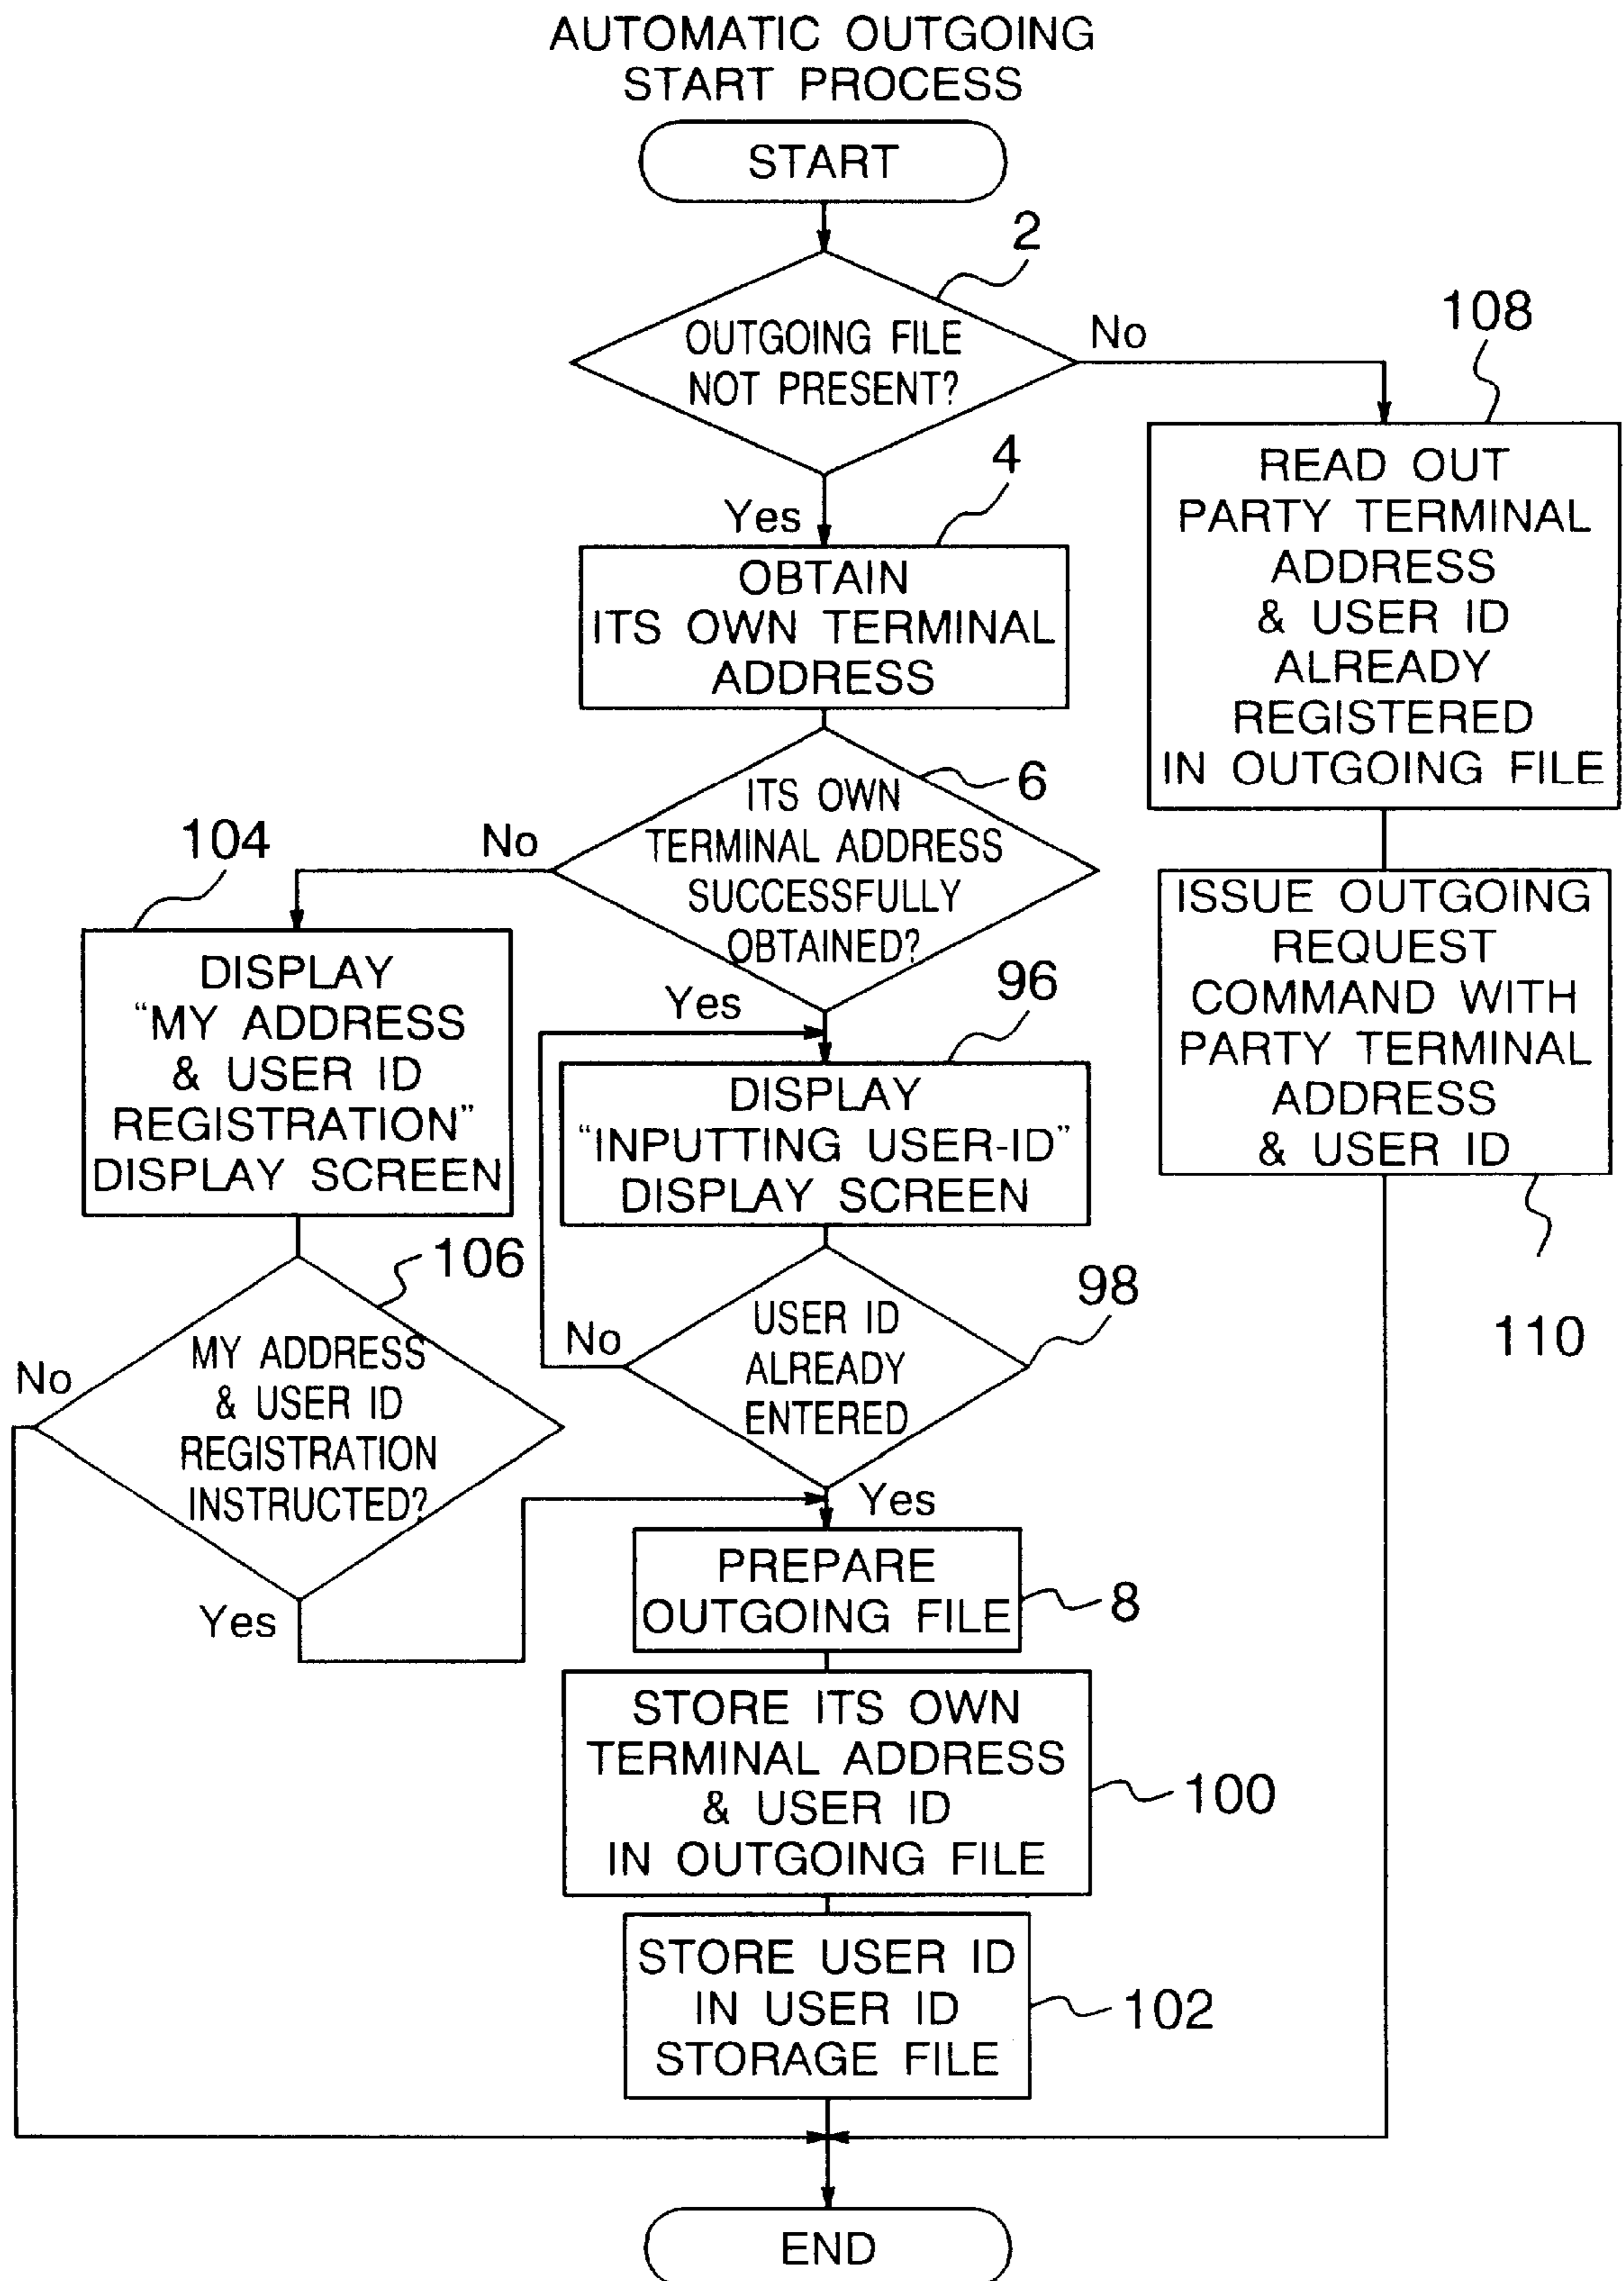 AUTOMATIC OUTGOING
START PROCESS
START
2
OUTGOING FILE
NOT PRESENT?
No
108
Yes
4
OBTAIN
ITS OWN TERMINAL
ADDRESS
READ OUT
PARTY TERMINAL
ADDRESS
& USER ID
ALREADY
REGISTERED
IN OUTGOING FILE
6
ITS OWN
TERMINAL ADDRESS
SUCCESSFULLY
OBTAINED?
No
104
Yes
96
DISPLAY
“MY ADDRESS
& USER ID
REGISTRATION”
DISPLAY SCREEN
DISPLAY
“INPUTTING USER-ID”
DISPLAY SCREEN
ISSUE OUTGOING
REQUEST
COMMAND WITH
PARTY TERMINAL
ADDRESS
& USER ID
110
106
MY ADDRESS
& USER ID
REGISTRATION
INSTRUCTED?
No
Yes
98
USER ID
ALREADY
ENTERED
No
Yes
PREPARE
OUTGOING FILE
8
STORE ITS OWN
TERMINAL ADDRESS
& USER ID
IN OUTGOING FILE
100
STORE USER ID
IN USER ID
STORAGE FILE
102
END